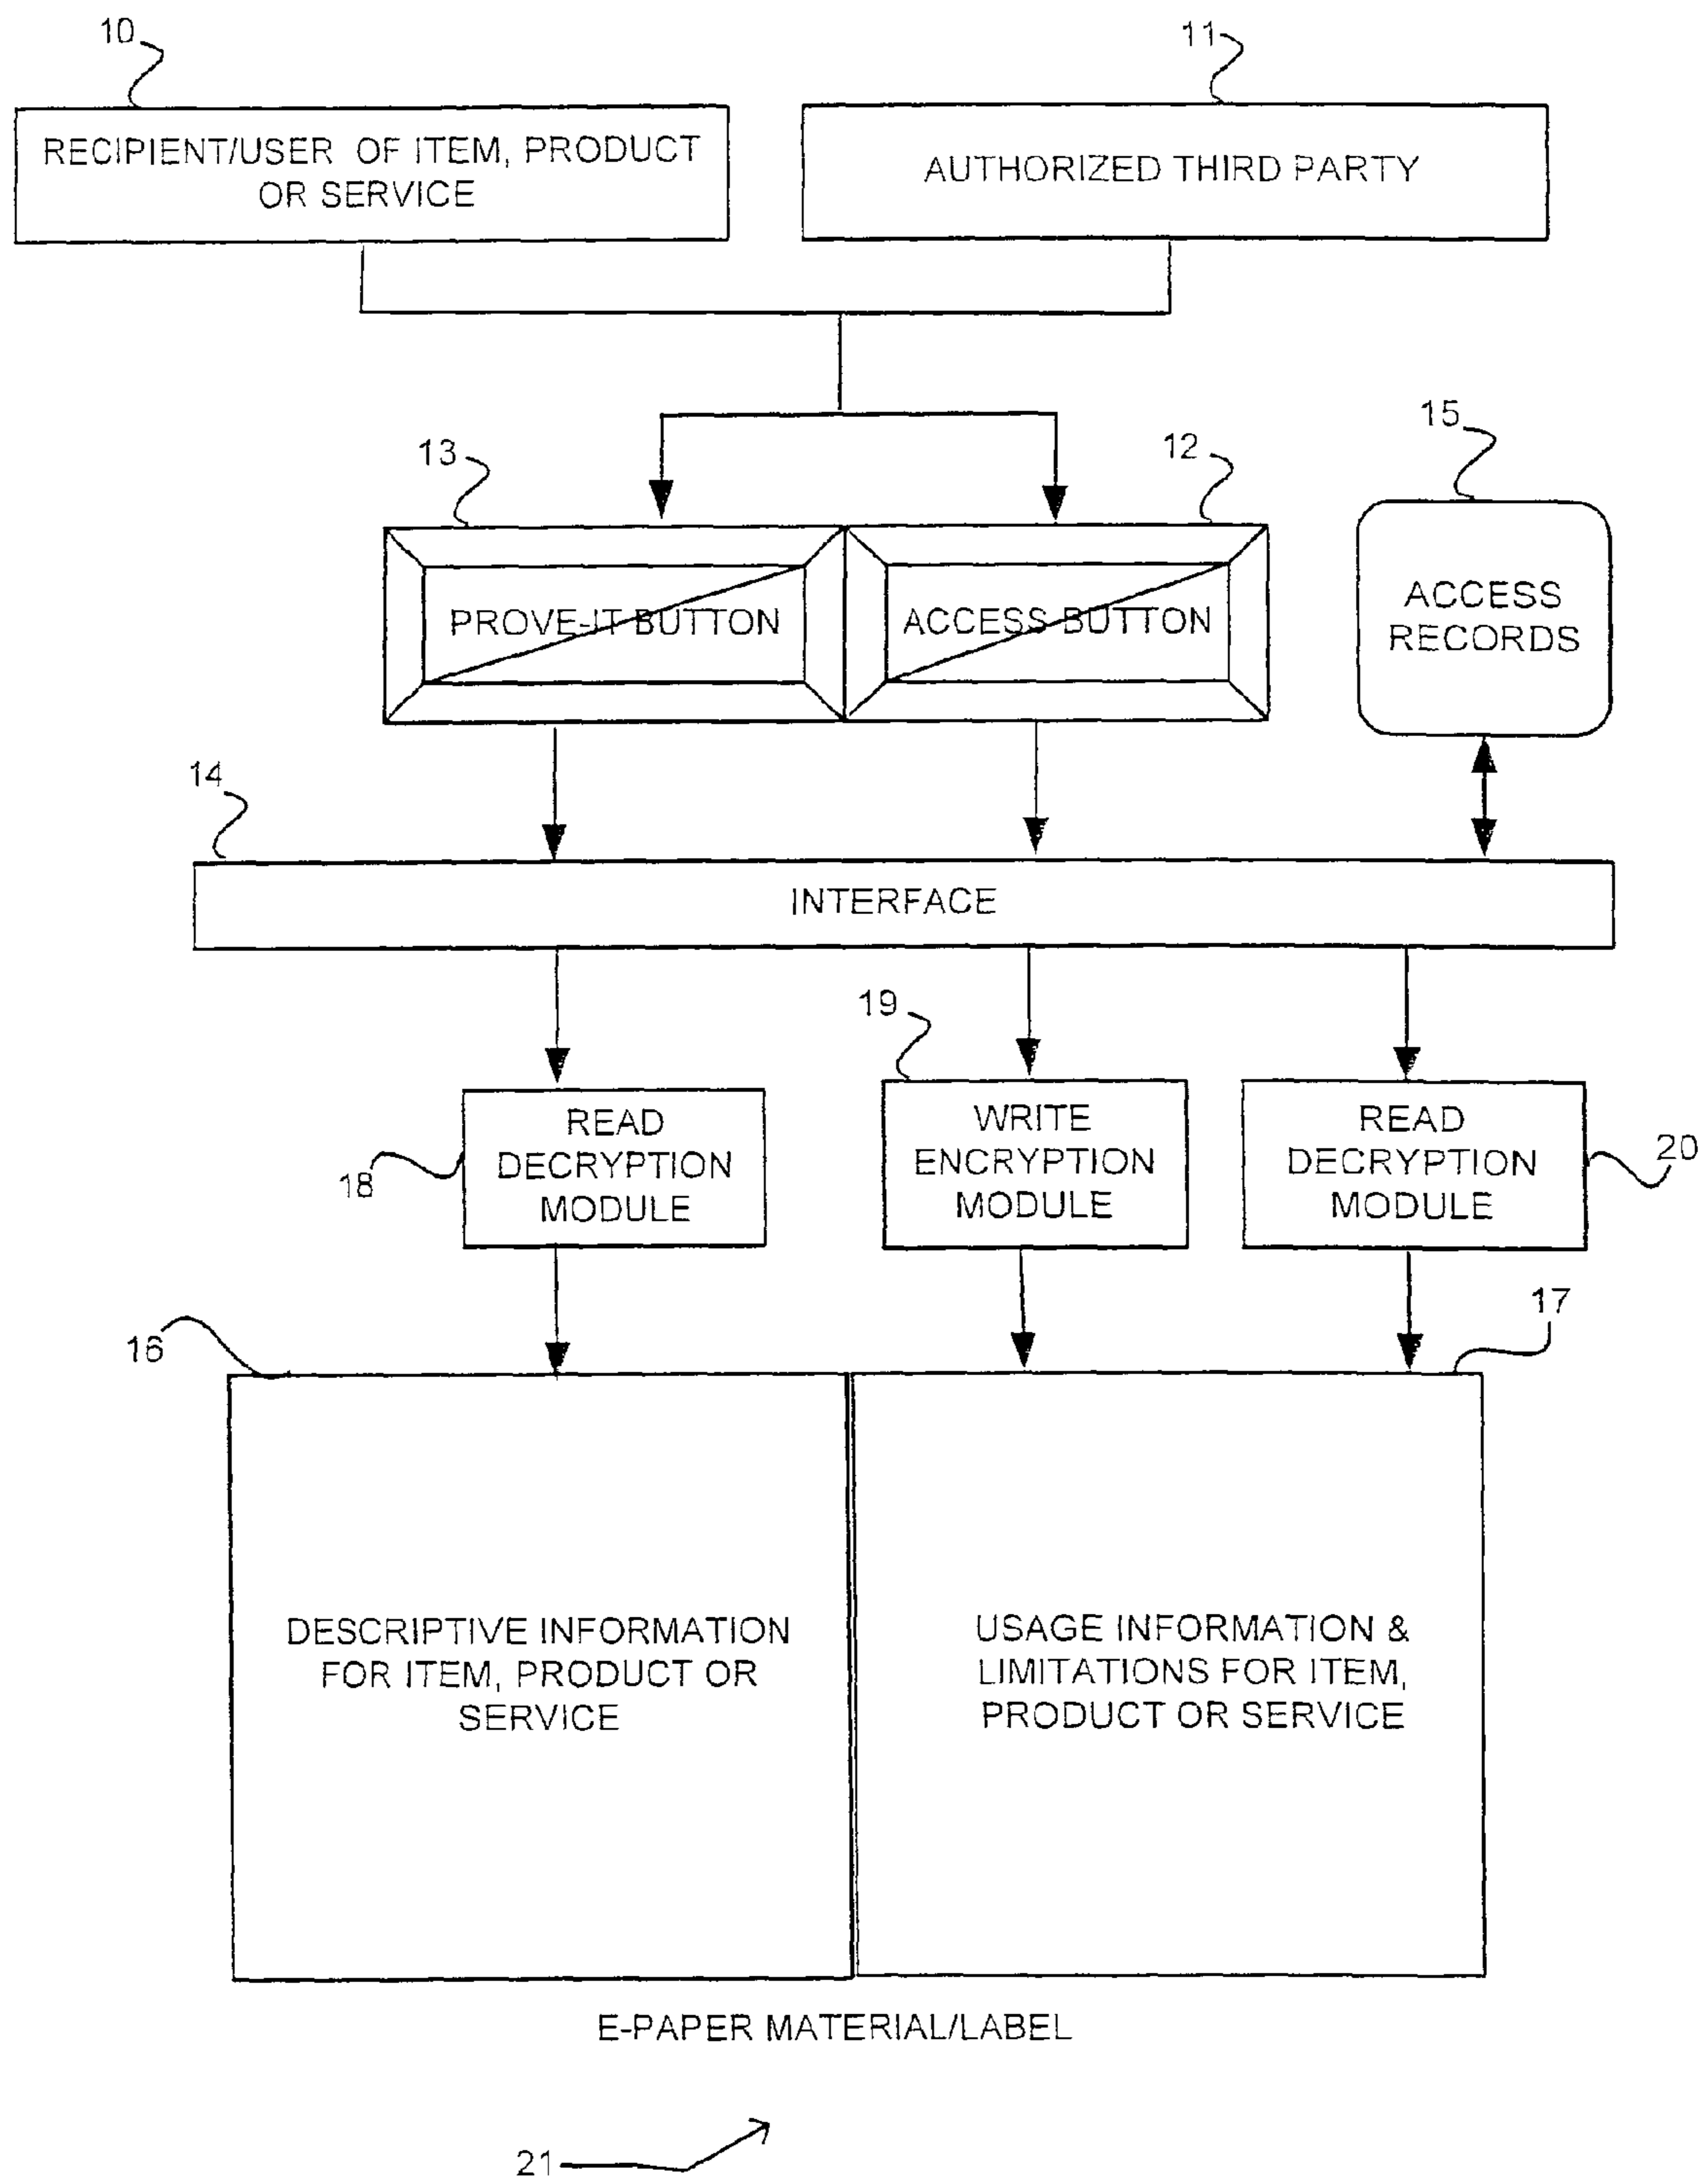 10
11
RECIPIENT/USER OF ITEM, PRODUCT
OR SERVICE
AUTHORIZED THIRD PARTY
13
12
15
PROVE-IT BUTTON
ACCESS BUTTON
ACCESS
RECORDS
14
INTERFACE
19
READ
DECRYPTION
MODULE
WRITE
ENCRYPTION
MODULE
READ
DECRYPTION
MODULE
18
20
16
17
DESCRIPTIVE INFORMATION
FOR ITEM, PRODUCT OR
SERVICE
USAGE INFORMATION &
LIMITATIONS FOR ITEM,
PRODUCT OR SERVICE
E-PAPER MATERIAL/LABEL
21